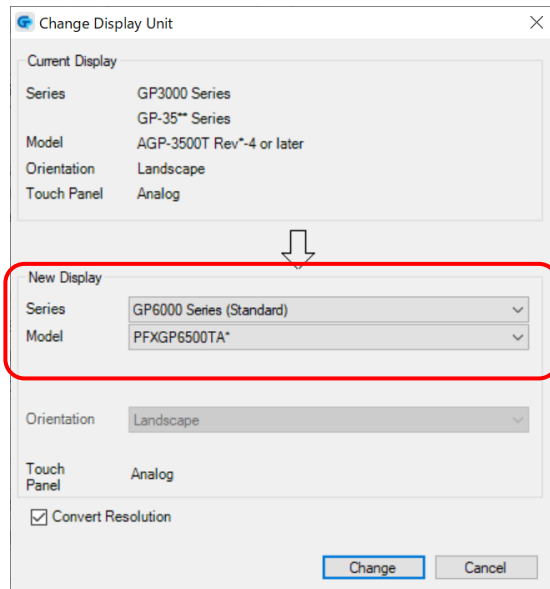 Change Display Unit
Current Display
Series GP3000 Series
GP-35** Series
Model AGP-3500T Rev*-4 or later
Orientation Landscape
Touch Panel Analog
New Display
Series GP6000 Series (Standard)
Model PFXGP6500TA*
Orientation Landscape
Touch
Panel Analog
Convert Resolution
Change Cancel